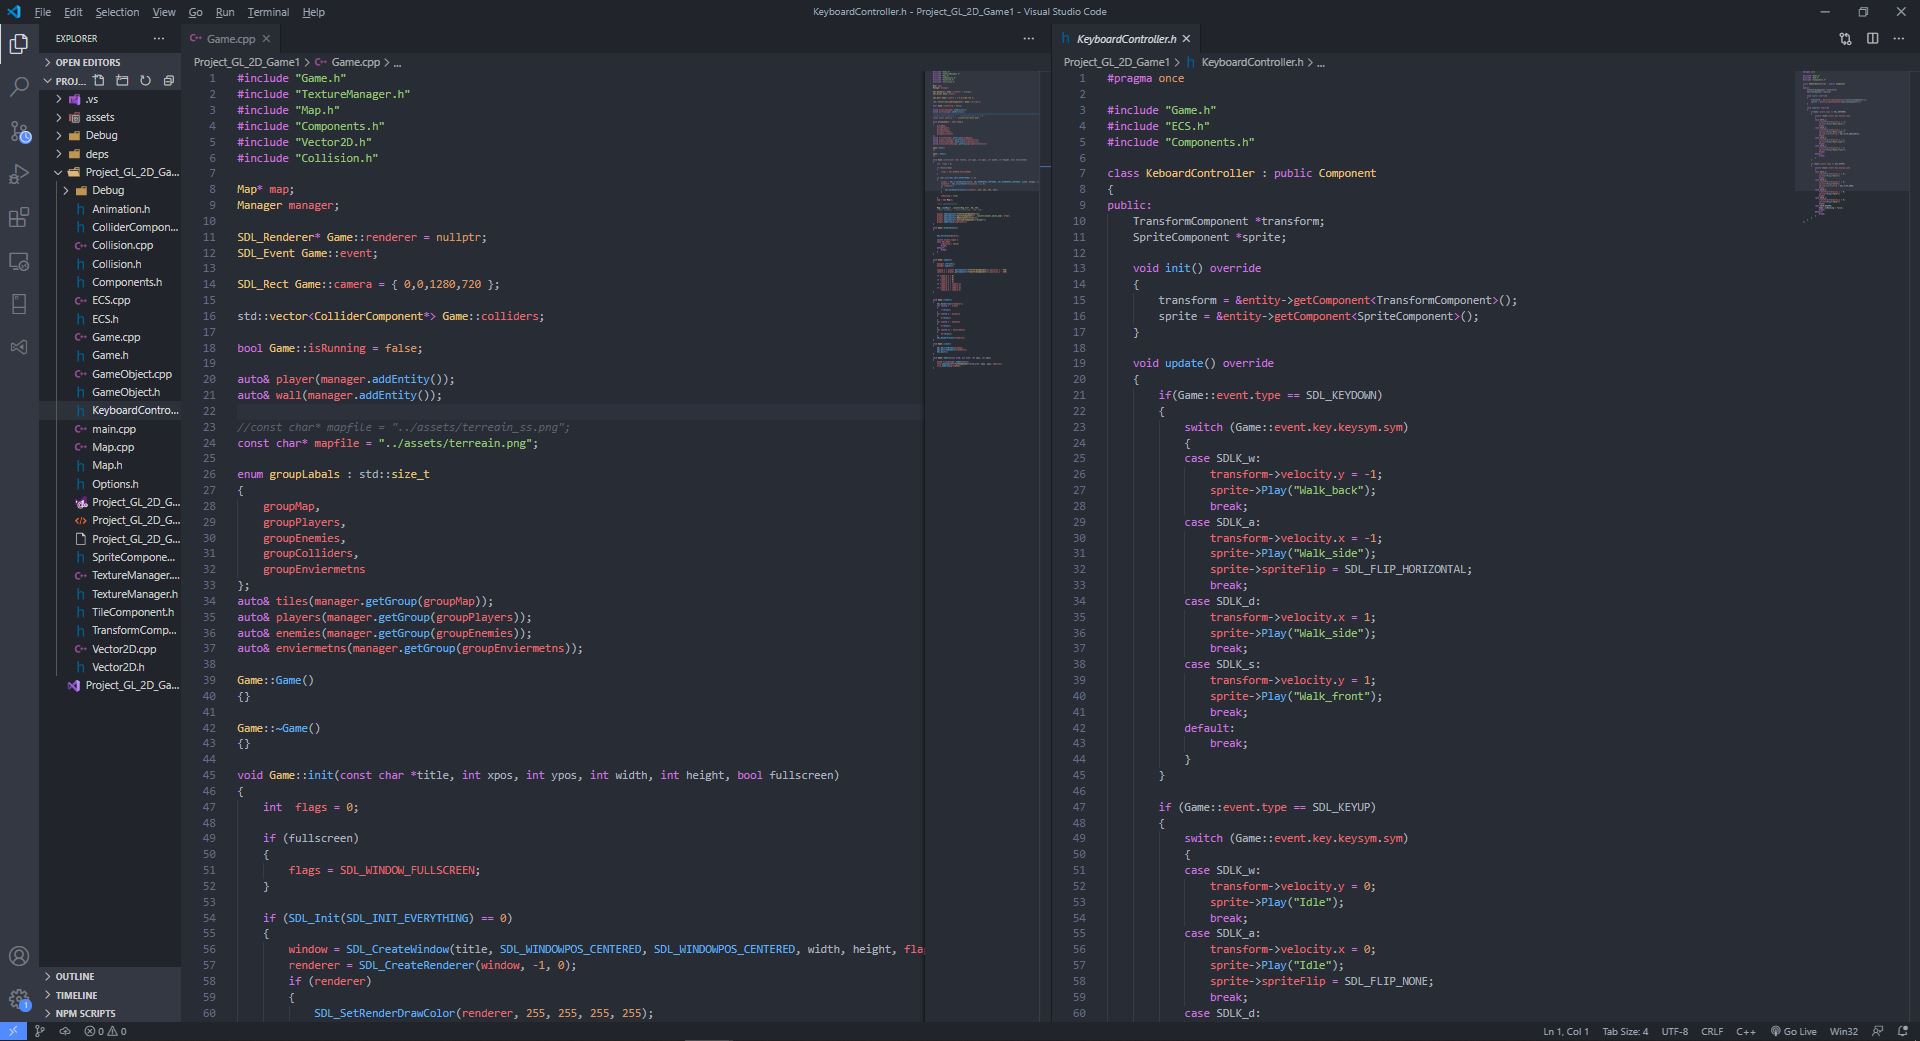 File Edit Selection View Go Run Terminal Help
KeyboardController.h - Project_GL_2D_Game1 - Visual Studio Code
EXPLORER
OPEN EDITORS
PROJ...
.vs
assets
Debug
deps
Project_GL_2D_Ga...
Debug
Animation.h
ColliderCompon...
Collision.cpp
Collision.h
Components.h
ECS.cpp
ECS.h
Game.cpp
Game.h
GameObject.cpp
GameObject.h
KeyboardContro...
main.cpp
Map.cpp
Map.h
Options.h
Project_GL_2D_G...
Project_GL_2D_G...
Project_GL_2D_G...
SpriteCompone...
TextureManager....
TextureManager.h
TileComponent.h
TransformComp...
Vector2D.cpp
Vector2D.h
Project_GL_2D_Ga...
OUTLINE
TIMELINE
NPM SCRIPTS
Game.cpp
Project_GL_2D_Game1 > Game.cpp > ...
1 #include "Game.h"
2 #include "TextureManager.h"
3 #include "Map.h"
4 #include "Components.h"
5 #include "Vector2D.h"
6 #include "Collision.h"
7
8 Map* map;
9 Manager manager;
10
11 SDL_Renderer* Game::renderer = nullptr;
12 SDL_Event Game::event;
13
14 SDL_Rect Game::camera = { 0,0,1280,720 };
15
16 std::vector<ColliderComponent*> Game::colliders;
17
18 bool Game::isRunning = false;
19
20 auto& player(manager.addEntity());
21 auto& wall(manager.addEntity());
22
23 //const char* mapfile = "../assets/terreain_ss.png";
24 const char* mapfile = "../assets/terreain.png";
25
26 enum groupLabals : std::size_t
27 {
28 groupMap,
29 groupPlayers,
30 groupEnemies,
31 groupColliders,
32 groupEnviermetns
33 };
34 auto& tiles(manager.getGroup(groupMap));
35 auto& players(manager.getGroup(groupPlayers));
36 auto& enemies(manager.getGroup(groupEnemies));
37 auto& enviermetns(manager.getGroup(groupEnviermetns));
38
39 Game::Game()
40 {}
41
42 Game::~Game()
43 {}
44
45 void Game::init(const char *title, int xpos, int ypos, int width, int height, bool fullscreen)
46 {
47 int  flags = 0;
48
49 if (fullscreen)
50 {
51 flags = SDL_WINDOW_FULLSCREEN;
52 }
53
54 if (SDL_Init(SDL_INIT_EVERYTHING) == 0)
55 {
56 window = SDL_CreateWindow(title, SDL_WINDOWPOS_CENTERED, SDL_WINDOWPOS_CENTERED, width, height, fla
57 renderer = SDL_CreateRenderer(window, -1, 0);
58 if (renderer)
59 {
60 SDL_SetRenderDrawColor(renderer, 255, 255, 255, 255);
KeyboardController.h
Project_GL_2D_Game1 > KeyboardController.h > ...
1 #pragma once
2
3 #include "Game.h"
4 #include "ECS.h"
5 #include "Components.h"
6
7 class KeboardController : public Component
8 {
9 public:
10 TransformComponent *transform;
11 SpriteComponent *sprite;
12
13 void init() override
14 {
15 transform = &entity->getComponent<TransformComponent>();
16 sprite = &entity->getComponent<SpriteComponent>();
17 }
18
19 void update() override
20 {
21 if(Game::event.type == SDL_KEYDOWN)
22 {
23 switch (Game::event.key.keysym.sym)
24 {
25 case SDLK_w:
26 transform->velocity.y = -1;
27 sprite->Play("Walk_back");
28 break;
29 case SDLK_a:
30 transform->velocity.x = -1;
31 sprite->Play("Walk_side");
32 sprite->spriteFlip = SDL_FLIP_HORIZONTAL;
33 break;
34 case SDLK_d:
35 transform->velocity.x = 1;
36 sprite->Play("Walk_side");
37 break;
38 case SDLK_s:
39 transform->velocity.y = 1;
40 sprite->Play("Walk_front");
41 break;
42 default:
43 break;
44 }
45 }
46
47 if (Game::event.type == SDL_KEYUP)
48 {
49 switch (Game::event.key.keysym.sym)
50 {
51 case SDLK_w:
52 transform->velocity.y = 0;
53 sprite->Play("Idle");
54 break;
55 case SDLK_a:
56 transform->velocity.x = 0;
57 sprite->Play("Idle");
58 sprite->spriteFlip = SDL_FLIP_NONE;
59 break;
60 case SDLK_d:
0 0
Ln 1, Col 1 Tab Size: 4 UTF-8 CRLF C++ Go Live Win32